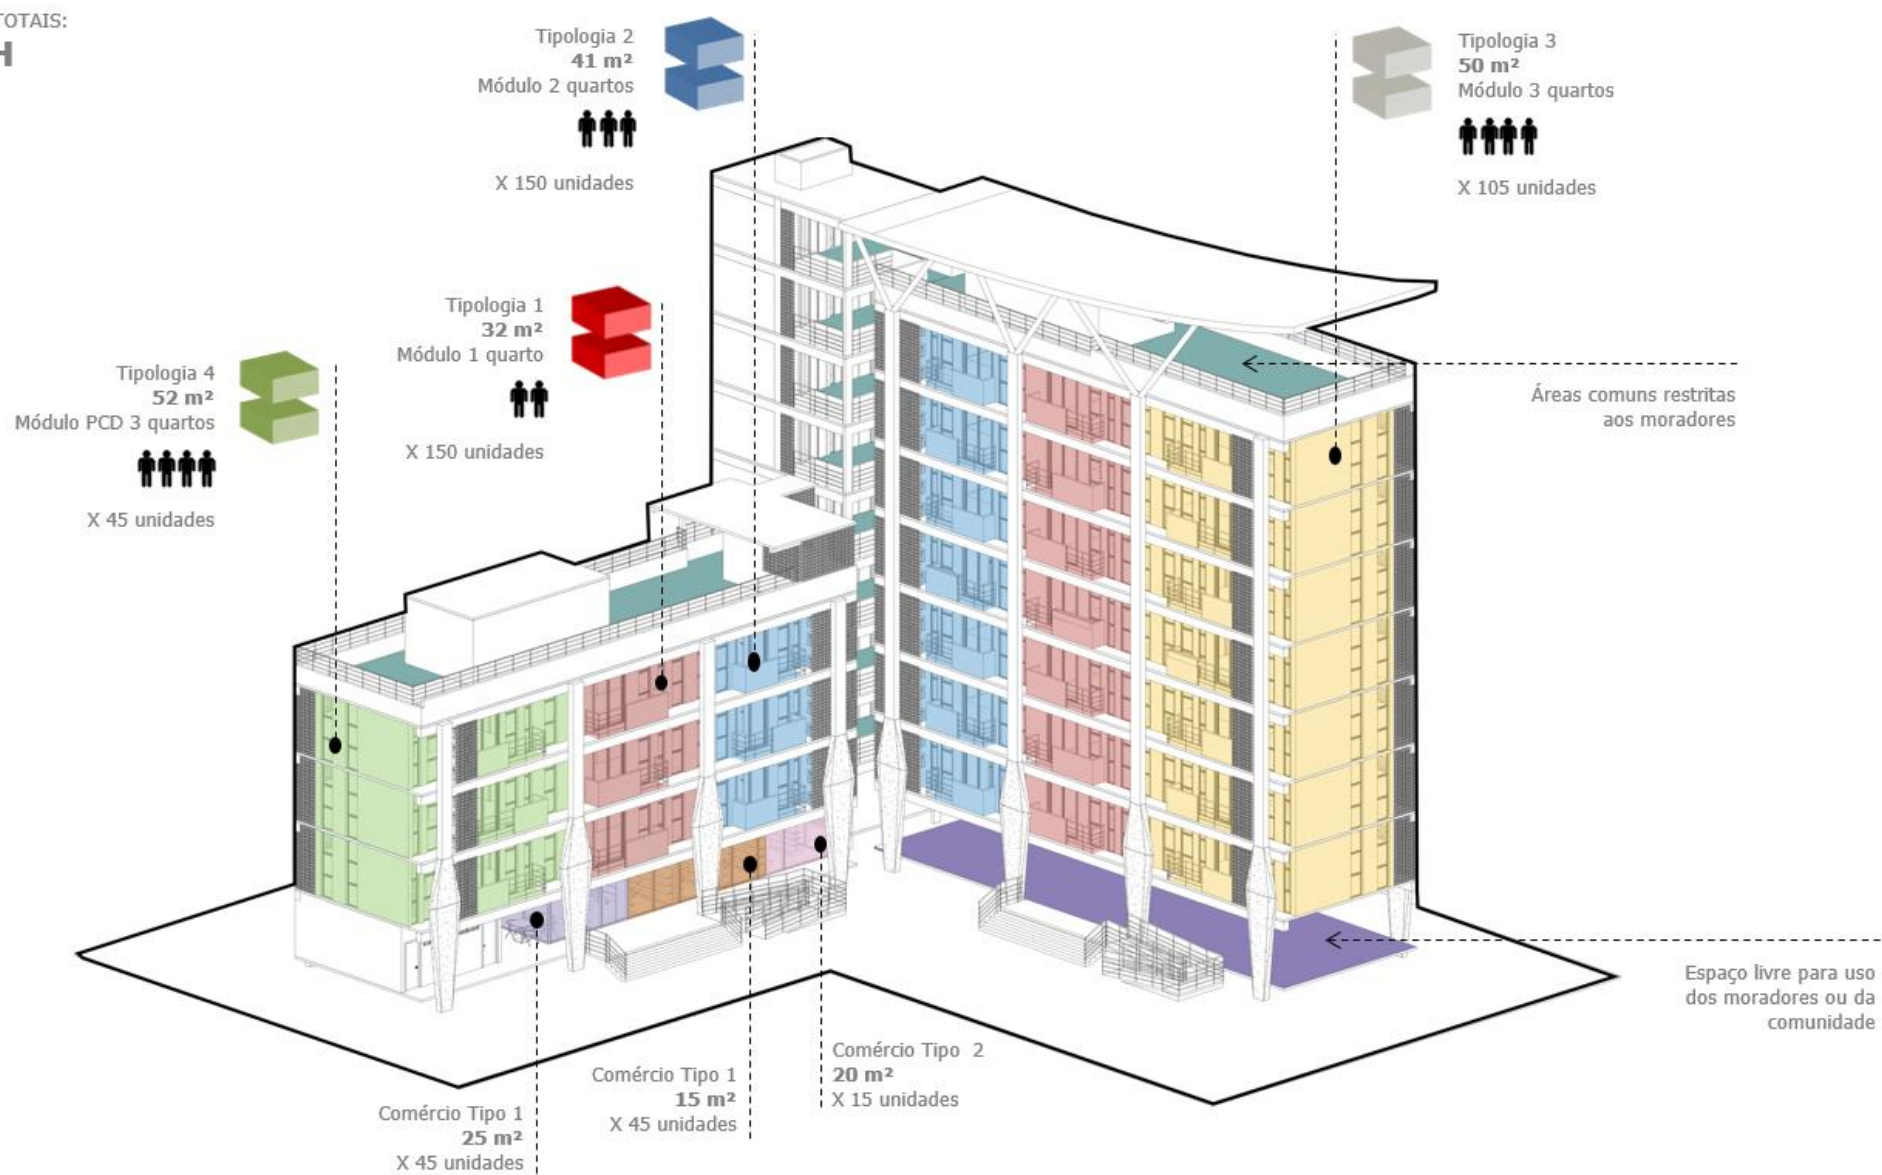 TOTAIS:
H
Tipologia 2
41 m²
Módulo 2 quartos
X 150 unidades
Tipologia 3
50 m²
Módulo 3 quartos
X 105 unidades
Tipologia 1
32 m²
Módulo 1 quarto
X 150 unidades
Tipologia 4
52 m²
Módulo PCD 3 quartos
X 45 unidades
Áreas comuns restritas
aos moradores
Espaço livre para uso
dos moradores ou da
comunidade
Comércio Tipo 2
20 m²
X 15 unidades
Comércio Tipo 1
15 m²
X 45 unidades
Comércio Tipo 1
25 m²
X 45 unidades